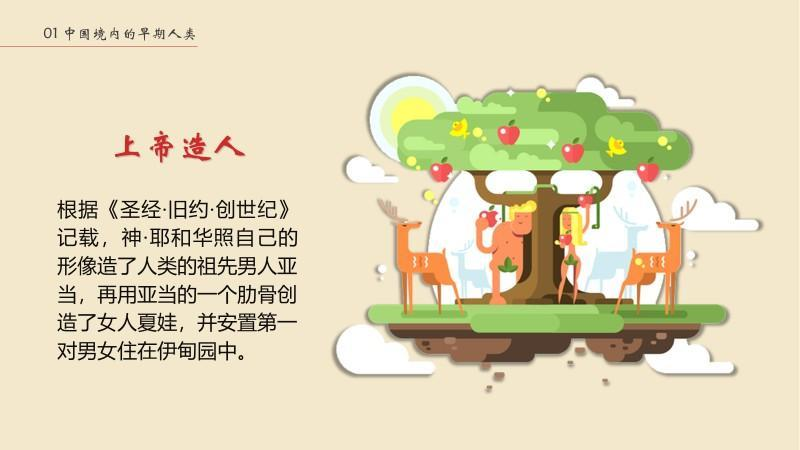 01 中国境内的早期人类
上帝造人
根据《圣经·旧约·创世纪》
记载，神·耶和华照自己的
形像造了人类的祖先男人亚
当，再用亚当的一个肋骨创
造了女人夏娃，并安置第一
对男女住在伊甸园中。